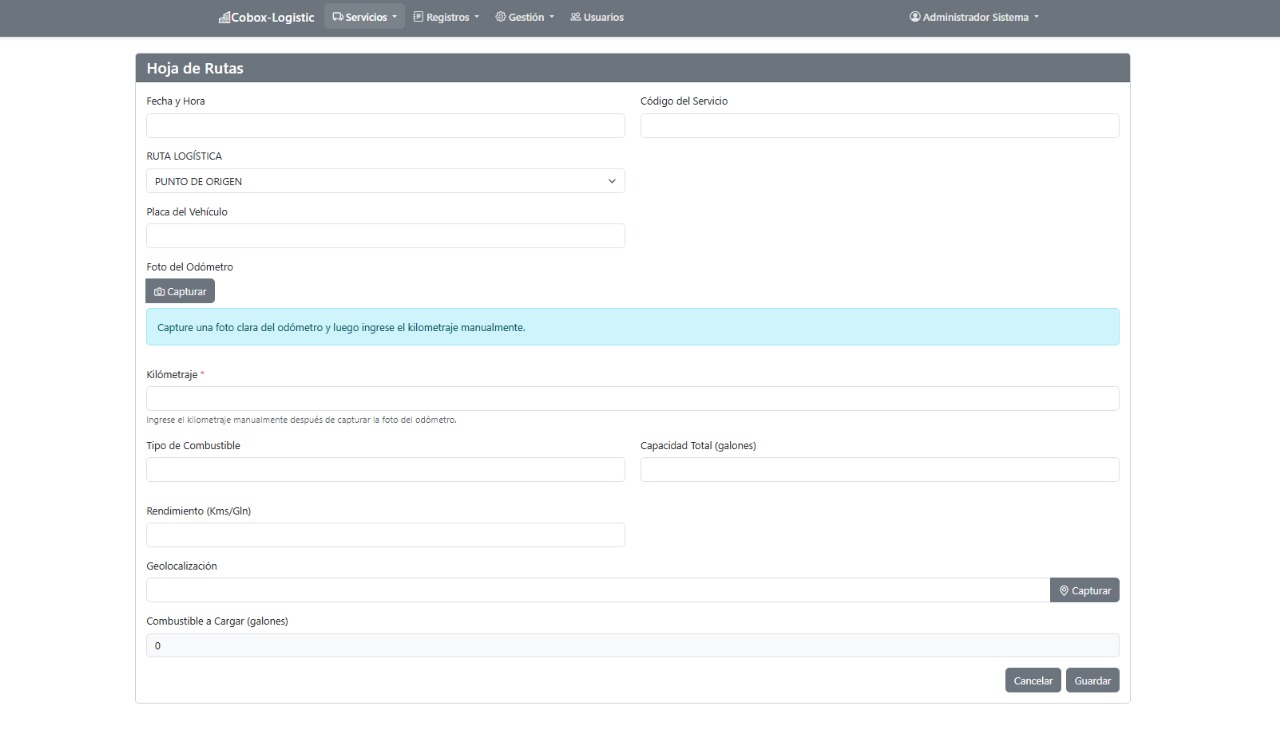 Cobox-Logistic Servicios Registros Gestión Usuarios Administrador Sistema
Hoja de Rutas
Fecha y Hora Código del Servicio
RUTA LOGÍSTICA
PUNTO DE ORIGEN
Placa del Vehículo
Foto del Odómetro
Capturar
Capture una foto clara del odómetro y luego ingrese el kilometraje manualmente.
Kilómetraje *
Ingrese el kilometraje manualmente después de capturar la foto del odómetro.
Tipo de Combustible Capacidad Total (galones)
Rendimiento (Kms/Gln)
Geolocalización
Capturar
Combustible a Cargar (galones)
0
Cancelar Guardar